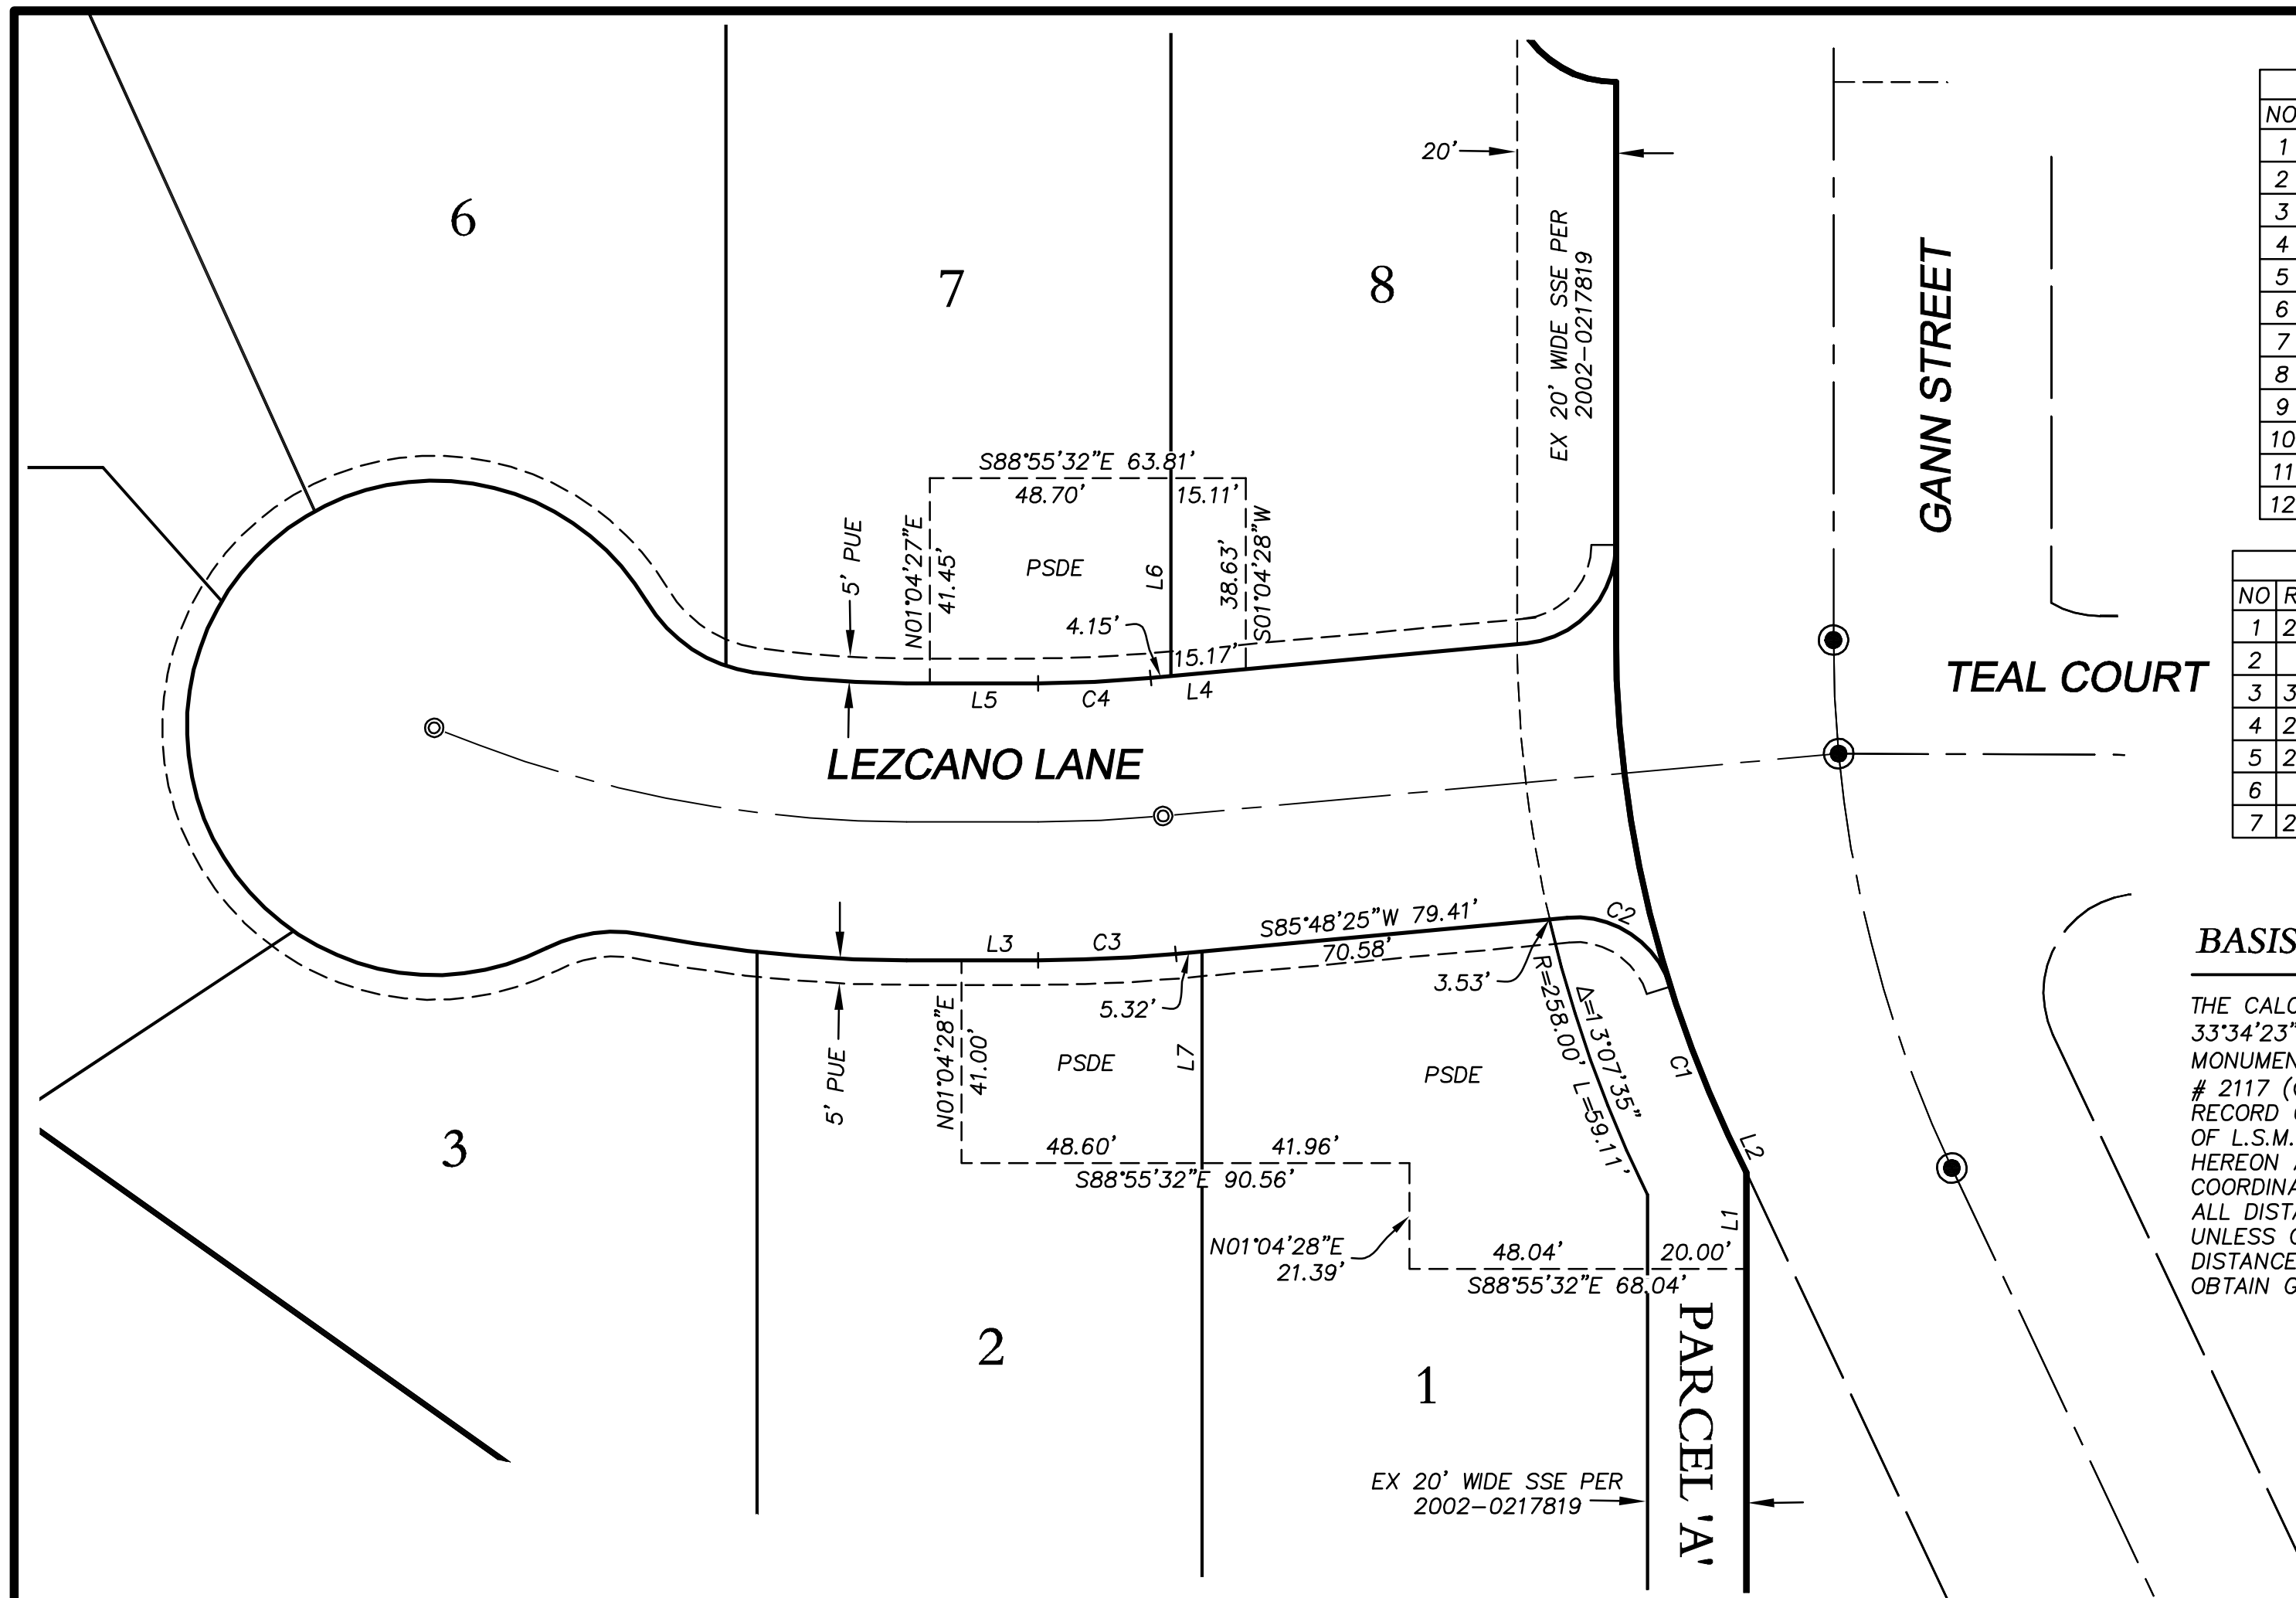 6
7
8
20’
EX 20’ WIDE SSE PER
2002–0217819
GANN STREET
TEAL COURT
S88°55’32”E 63.81’
48.70’
15.11’
5’ PUE
N01°04’27”E
41.45’
PSDE
L6
38.63’
S01°04’28”W
4.15’
15.17’
L5
C4
L4
LEZCANO LANE
L3
C3
S85°48’25”W 79.41’
70.58’
C2
3.53’
5.32’
5’ PUE
N01°04’28”E
41.00’
PSDE
L7
PSDE
R=258.00’ L=59.11’
Δ=13°07’35”
C1
L2
L1
48.60’
41.96’
S88°55’32”E 90.56’
N01°04’28”E
21.39’
48.04’
20.00’
S88°55’32”E 68.04’
3
2
1
PARCEL 'A'
EX 20’ WIDE SSE PER
2002–0217819
NO
1
2
3
4
5
6
7
8
9
10
11
12
NO R
1 2
2
3 3
4 2
5 2
6
7 2
BASIS
THE CALC
33°34’23”
MONUMEN
# 2117 (
RECORD
OF L.S.M.
HEREON
COORDINA
ALL DISTA
UNLESS
DISTANCE
OBTAIN G